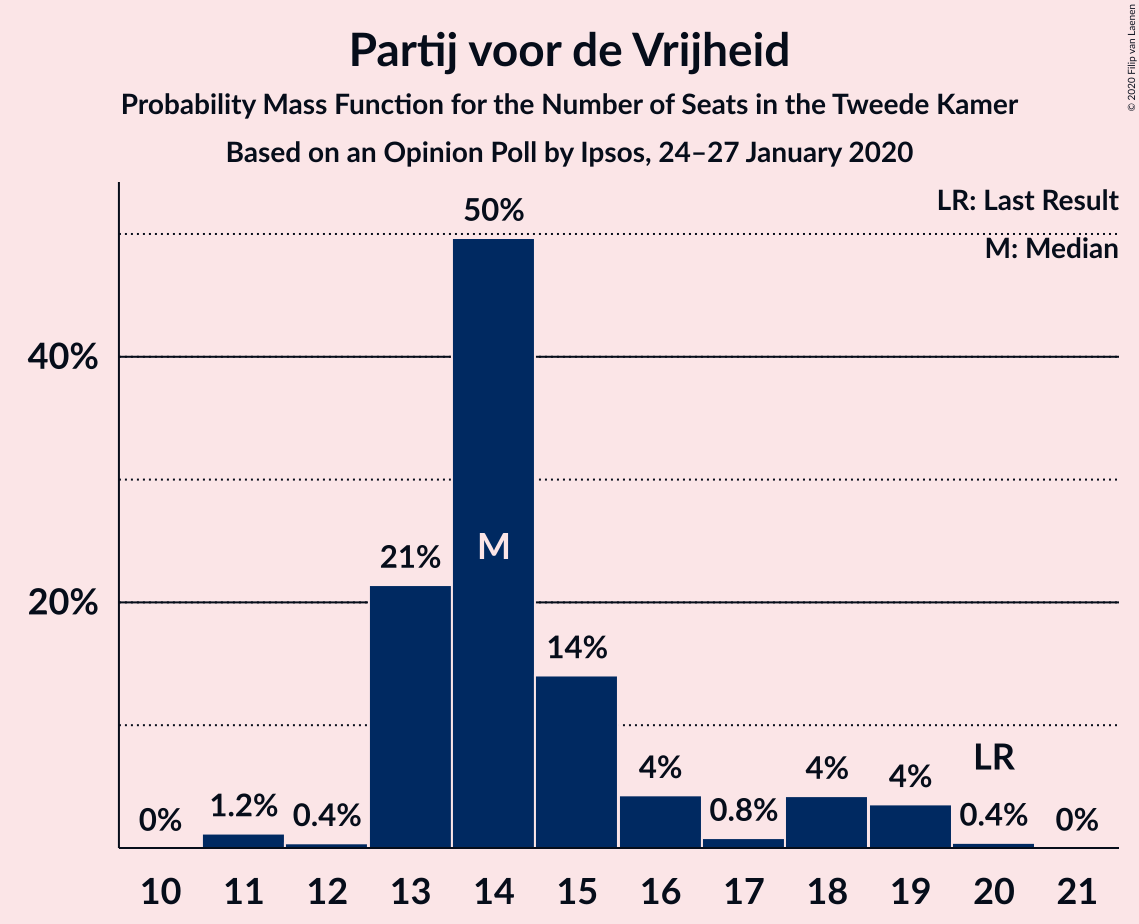 Partij voor de Vrijheid
Probability Mass Function for the Number of Seats in the Tweede Kamer
Based on an Opinion Poll by Ipsos, 24–27 January 2020
© 2020 Filip van Laenen
LR: Last Result
M: Median
50%
40%
M
21%
20%
14%
LR
4%
4%
4%
0%
1.2%
0.4%
0.8%
0.4%
0%
10 11 12 13 14 15 16 17 18 19 20 21